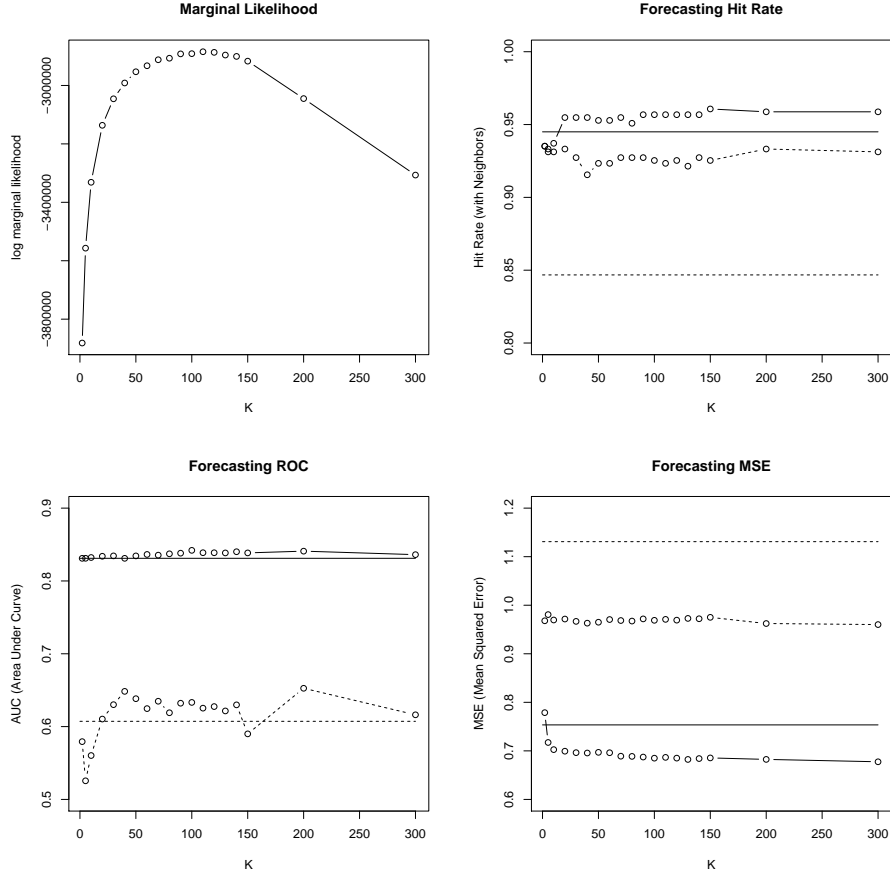 Marginal Likelihood
log marginal likelihood
−3000000
−3400000
−3800000
0 50 100 150 200 250 300
K
Forecasting Hit Rate
Hit Rate (with Neighbors)
1.00
0.95
0.90
0.85
0.80
0 50 100 150 200 250 300
K
Forecasting ROC
AUC (Area Under Curve)
0.9
0.8
0.7
0.6
0.5
0 50 100 150 200 250 300
K
Forecasting MSE
MSE (Mean Squared Error)
1.2
1.1
1.0
0.9
0.8
0.7
0.6
0 50 100 150 200 250 300
K